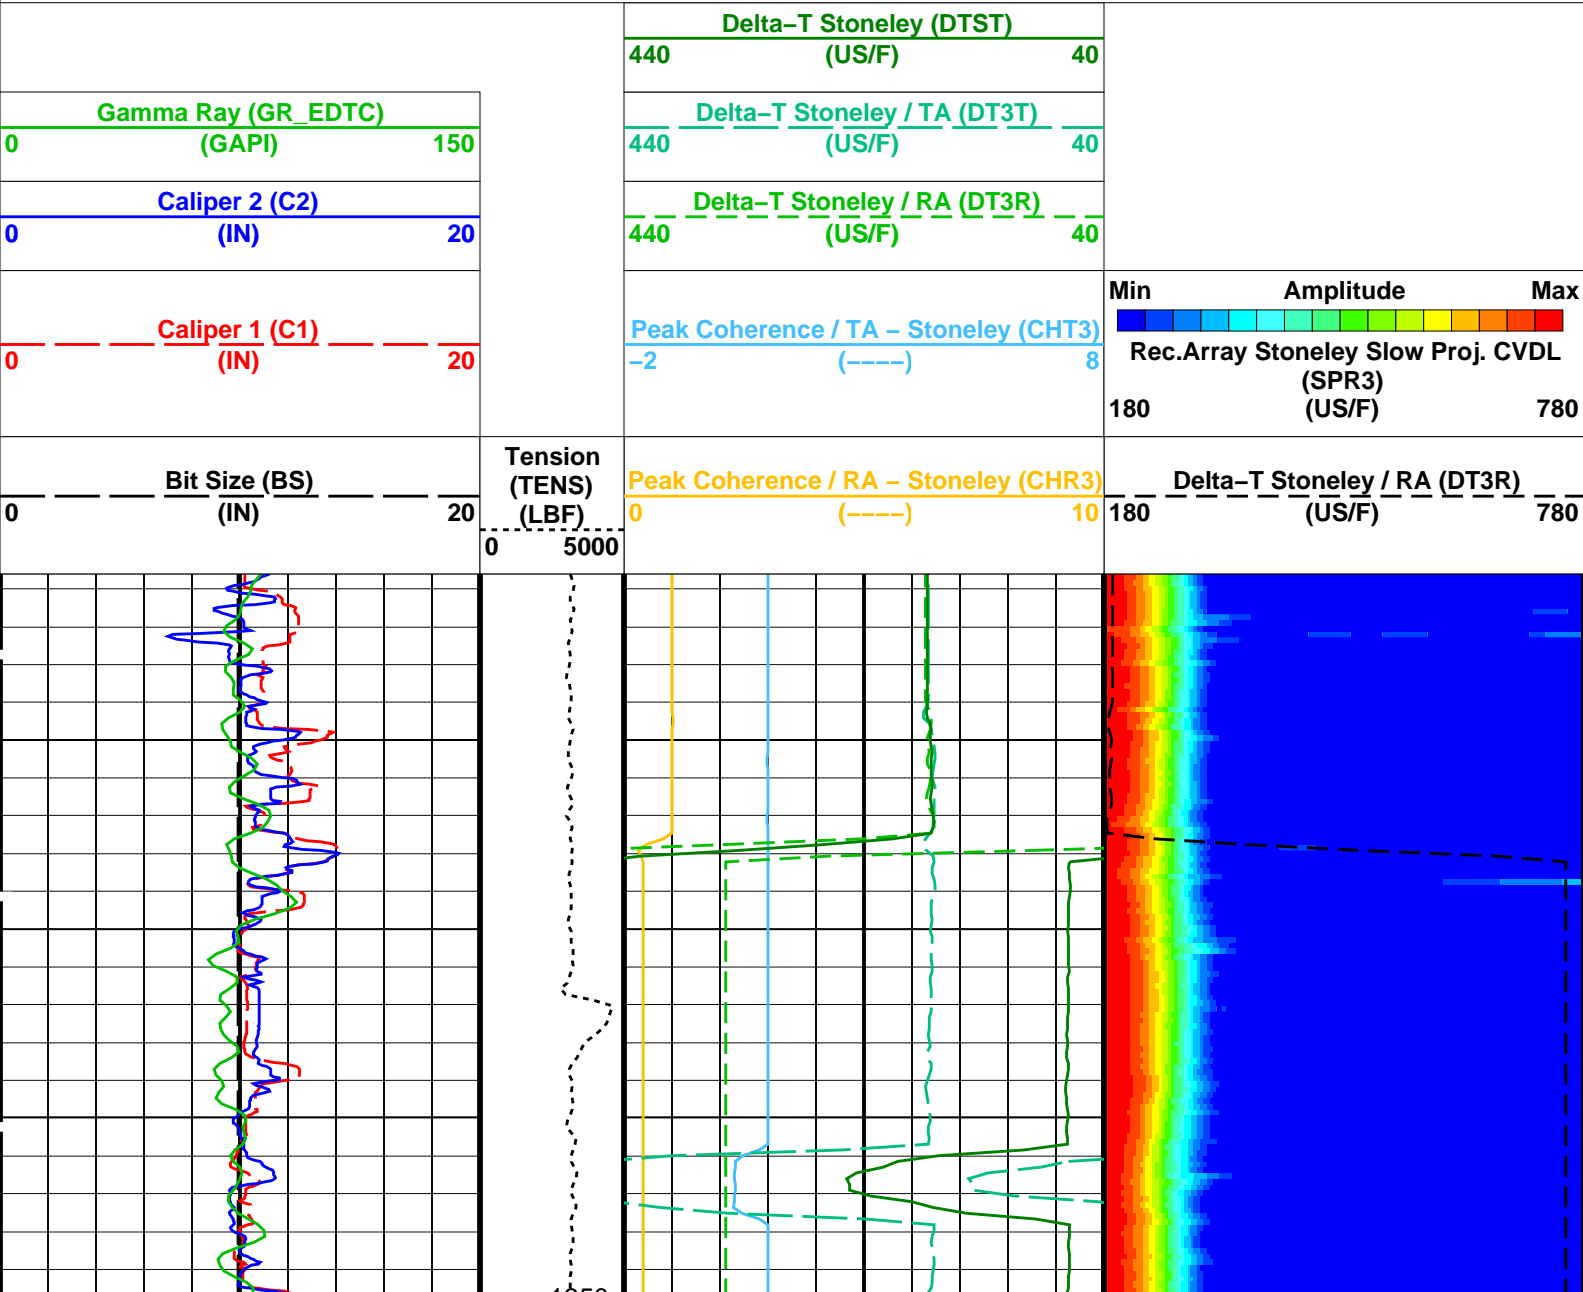 Delta−T Stoneley (DTST)
440 (US/F) 40
Gamma Ray (GR_EDTC)
0 (GAPI) 150
Delta−T Stoneley / TA (DT3T)
440 (US/F) 40
Caliper 2 (C2)
0 (IN) 20
Delta−T Stoneley / RA (DT3R)
440 (US/F) 40
Caliper 1 (C1)
0 (IN) 20
Peak Coherence / TA − Stoneley (CHT3)
−2 (−−−−) 8
Min Amplitude Max
Rec.Array Stoneley Slow Proj. CVDL
(SPR3)
180 (US/F) 780
Bit Size (BS)
0 (IN) 20
Tension
(TENS)
(LBF)
0 5000
Peak Coherence / RA − Stoneley (CHR3)
0 (−−−−) 10
Delta−T Stoneley / RA (DT3R)
180 (US/F) 780